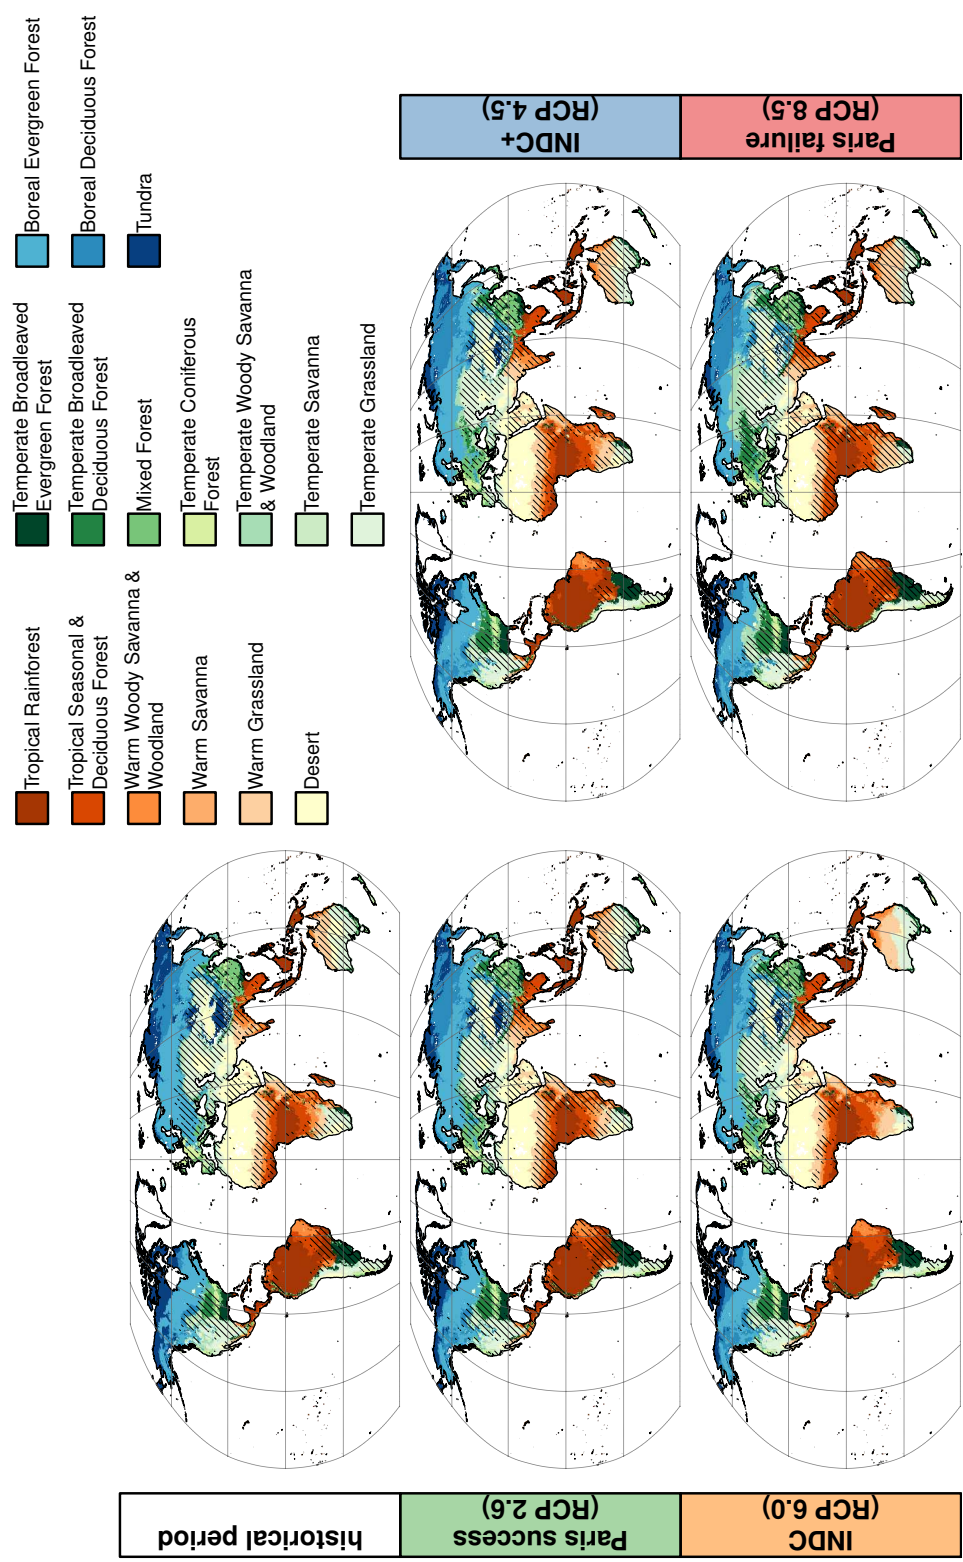 Tropical Rainforest
Tropical Seasonal &
Deciduous Forest
Warm Woody Savanna &
Woodland
Warm Savanna
Warm Grassland
Desert
Temperate Broadleaved
Evergreen Forest
Temperate Broadleaved
Deciduous Forest
Mixed Forest
Temperate Coniferous
Forest
Temperate Woody Savanna
& Woodland
Temperate Savanna
Temperate Grassland
Boreal Evergreen Forest
Boreal Deciduous Forest
Tundra
historical period
Paris success
(RCP 2.6)
INDC
(RCP 6.0)
INDC+
(RCP 4.5)
Paris failure
(RCP 8.5)